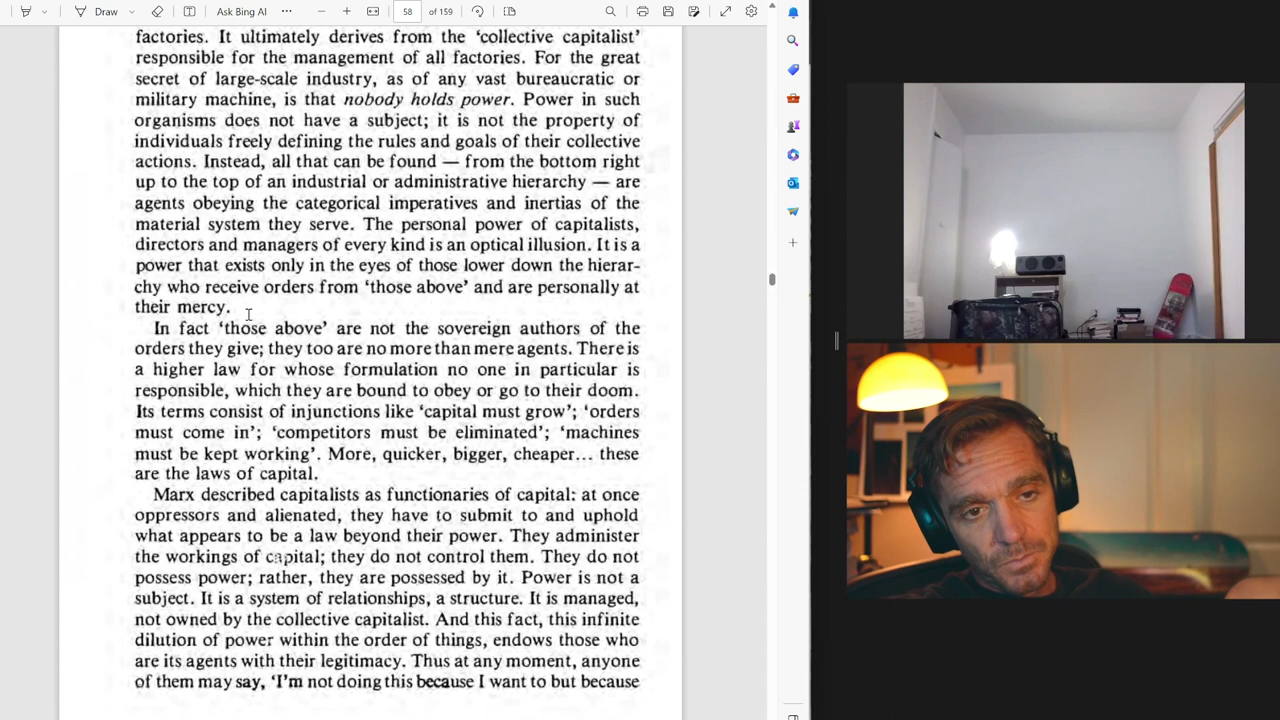 Draw
Ask Bing AI
58
of 159
factories. It ultimately derives from the ‘collective capitalist’
responsible for the management of all factories. For the great
secret of large-scale industry, as of any vast bureaucratic or
military machine, is that nobody holds power. Power in such
organisms does not have a subject; it is not the property of
individuals freely defining the rules and goals of their collective
actions. Instead, all that can be found — from the bottom right
up to the top of an industrial or administrative hierarchy — are
agents obeying the categorical imperatives and inertias of the
material system they serve. The personal power of capitalists,
directors and managers of every kind is an optical illusion. It is a
power that exists only in the eyes of those lower down the hierar-
chy who receive orders from ‘those above’ and are personally at
their mercy.
In fact ‘those above’ are not the sovereign authors of the
orders they give; they too are no more than mere agents. There is
a higher law for whose formulation no one in particular is
responsible, which they are bound to obey or go to their doom.
Its terms consist of injunctions like ‘capital must grow’; ‘orders
must come in’; ‘competitors must be eliminated’; ‘machines
must be kept working’. More, quicker, bigger, cheaper... these
are the laws of capital.
Marx described capitalists as functionaries of capital: at once
oppressors and alienated, they have to submit to and uphold
what appears to be a law beyond their power. They administer
the workings of capital; they do not control them. They do not
possess power; rather, they are possessed by it. Power is not a
subject. It is a system of relationships, a structure. It is managed,
not owned by the collective capitalist. And this fact, this infinite
dilution of power within the order of things, endows those who
are its agents with their legitimacy. Thus at any moment, anyone
of them may say, ‘I’m not doing this because I want to but because